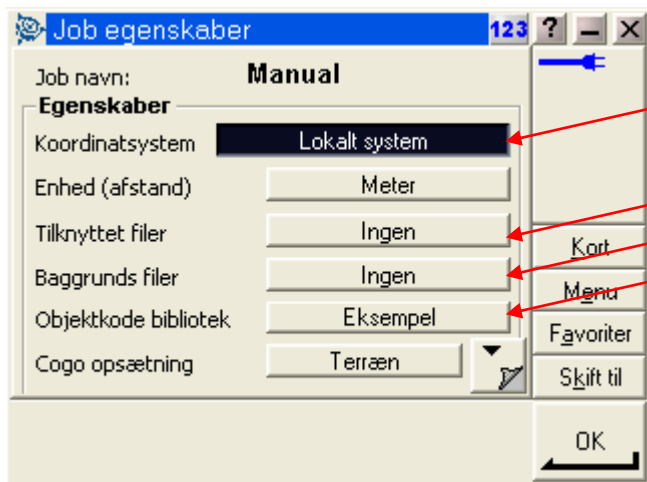 Job egenskaber 123 ? – X
Job navn: Manual
Egenskaber
Koordinatsystem Lokalt system
Enhed (afstand) Meter
Tilknyttet filer Ingen
Baggrunds filer Ingen
Objektkode bibliotek Eksempel
Cogo opsætning Terræn
Kort
Menu
Favoriter
Skift til
OK